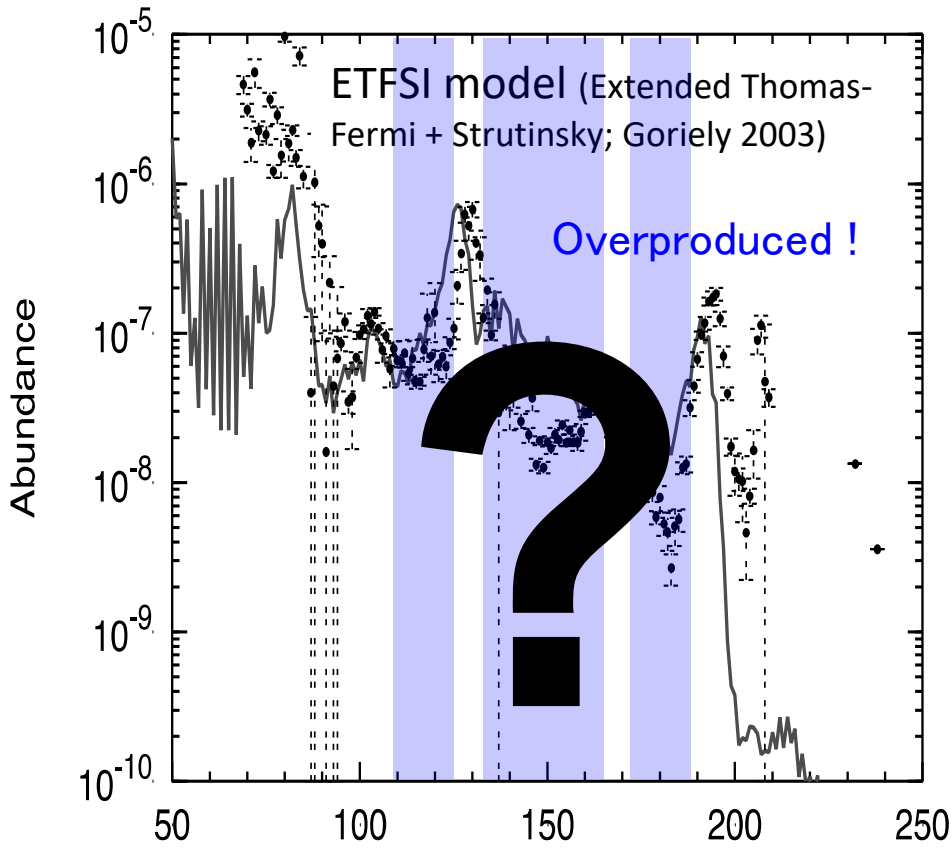 10-5
ETFSI model (Extended Thomas-
Fermi + Strutinsky; Goriely 2003)
10-6
Overproduced !
10-7
Abundance
?
10-8
10-9
10-10
50 100 150 200 250